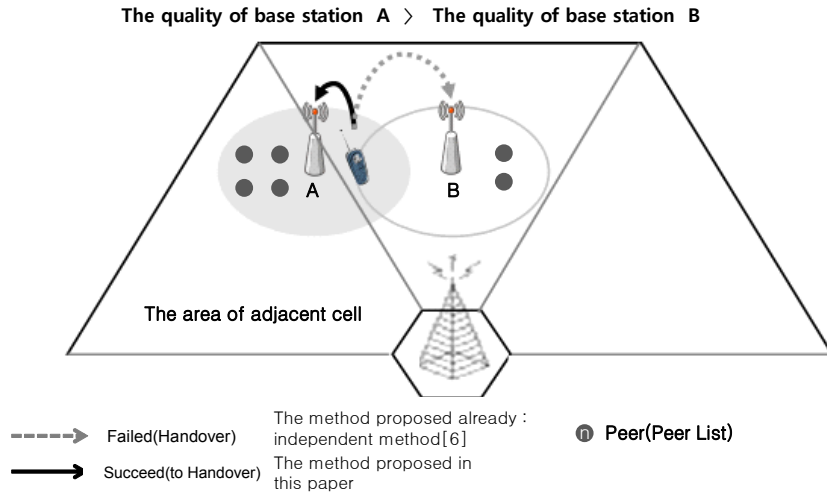 The quality of base station A 〉 The quality of base station B
A
B
The area of adjacent cell
Failed(Handover)
The method proposed already :
independent method[6]
n Peer(Peer List)
Succeed(to Handover)
The method proposed in
this paper